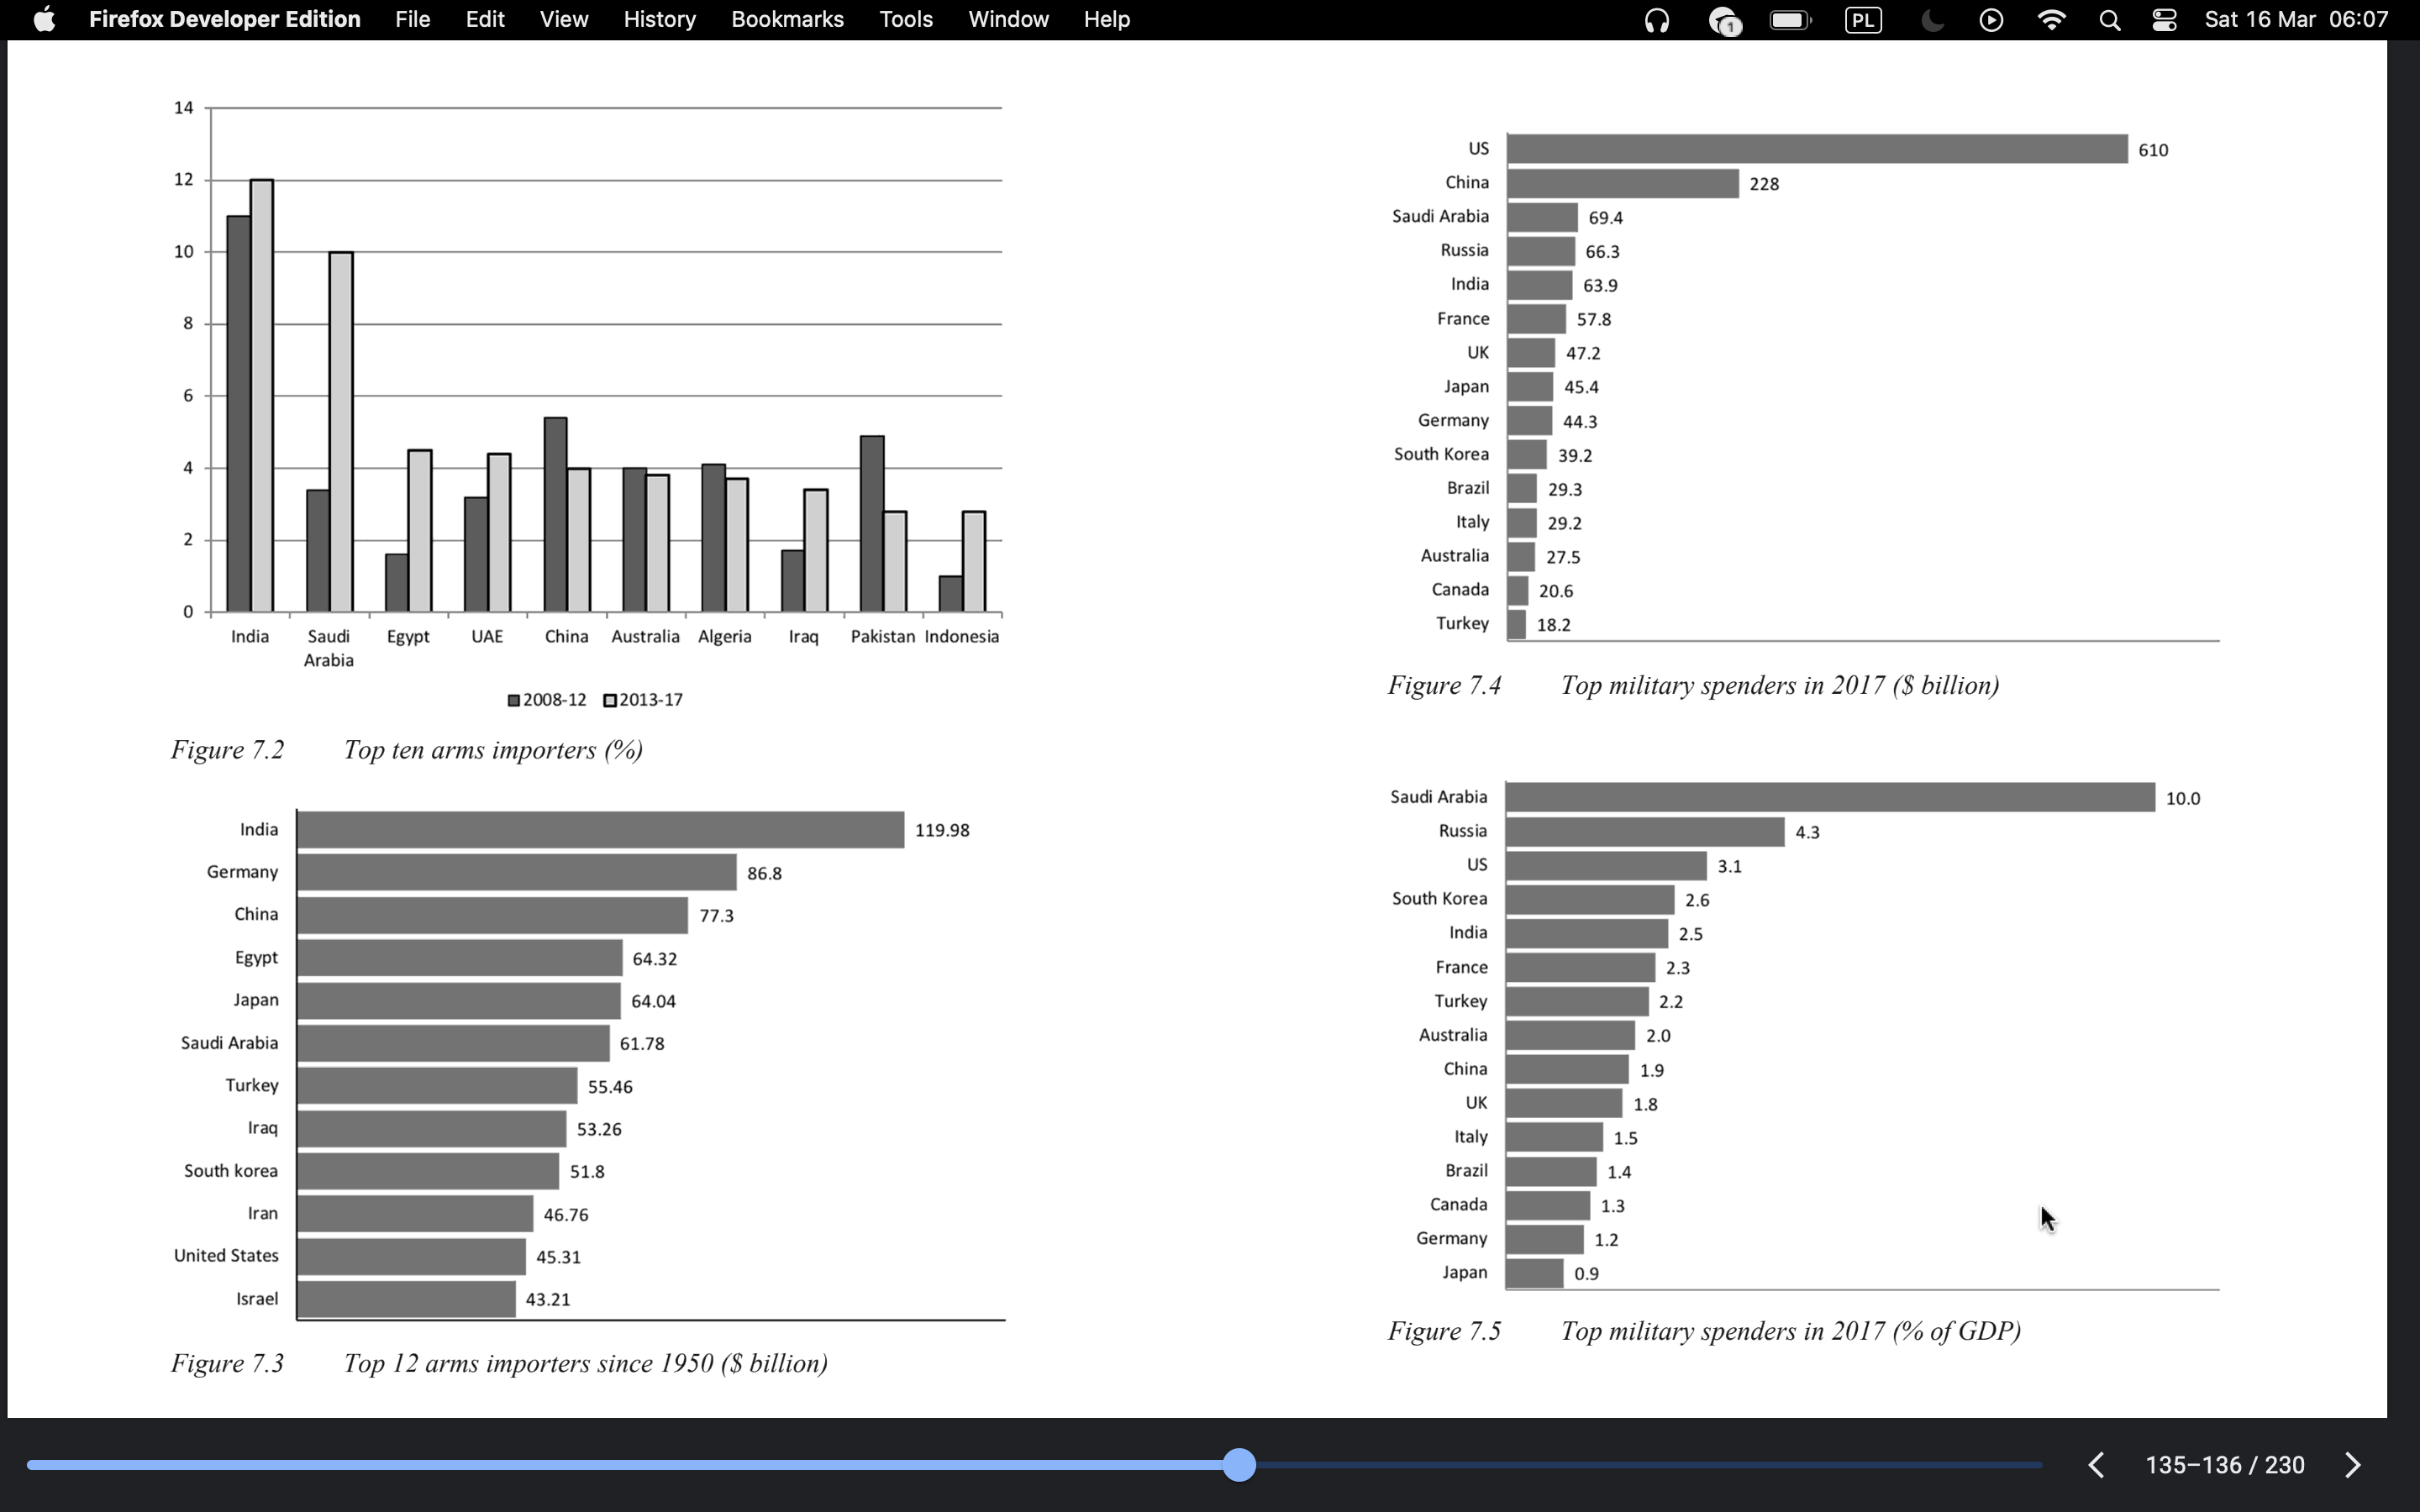 Firefox Developer Edition File Edit View History Bookmarks Tools Window Help 1 PL Sat 16 Mar 06:07
14
12
10
8
6
4
2
0
India Saudi Arabia Egypt UAE China Australia Algeria Iraq Pakistan Indonesia
2008-12 2013-17
Figure 7.2 Top ten arms importers (%)
India 119.98
Germany 86.8
China 77.3
Egypt 64.32
Japan 64.04
Saudi Arabia 61.78
Turkey 55.46
Iraq 53.26
South korea 51.8
Iran 46.76
United States 45.31
Israel 43.21
Figure 7.3 Top 12 arms importers since 1950 ($ billion)
US 610
China 228
Saudi Arabia 69.4
Russia 66.3
India 63.9
France 57.8
UK 47.2
Japan 45.4
Germany 44.3
South Korea 39.2
Brazil 29.3
Italy 29.2
Australia 27.5
Canada 20.6
Turkey 18.2
Figure 7.4 Top military spenders in 2017 ($ billion)
Saudi Arabia 10.0
Russia 4.3
US 3.1
South Korea 2.6
India 2.5
France 2.3
Turkey 2.2
Australia 2.0
China 1.9
UK 1.8
Italy 1.5
Brazil 1.4
Canada 1.3
Germany 1.2
Japan 0.9
Figure 7.5 Top military spenders in 2017 (% of GDP)
135–136 / 230